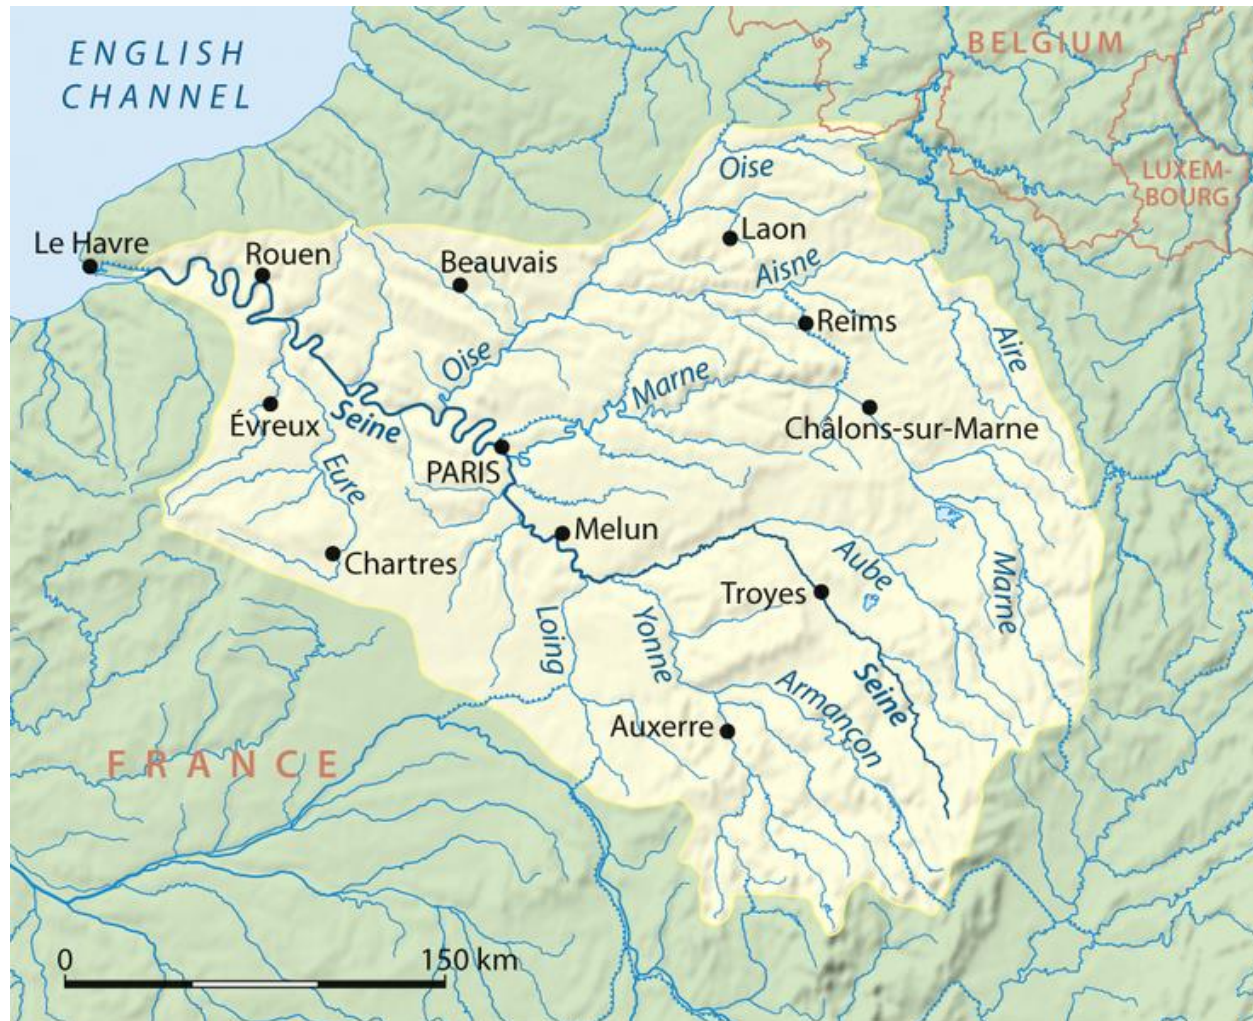 ENGLISH
CHANNEL
BELGIUM
LUXEM-
BOURG
Oise
Laon
Le Havre
Rouen
Beauvais
Aisne
Reims
Aire
Oise
Marne
Évreux
Seine
Châlons-sur-Marne
PARIS
Eure
Melun
Chartres
Aube
Marne
Troyes
Loing
Yonne
Seine
Armançon
Auxerre
FRANCE
0 150 km